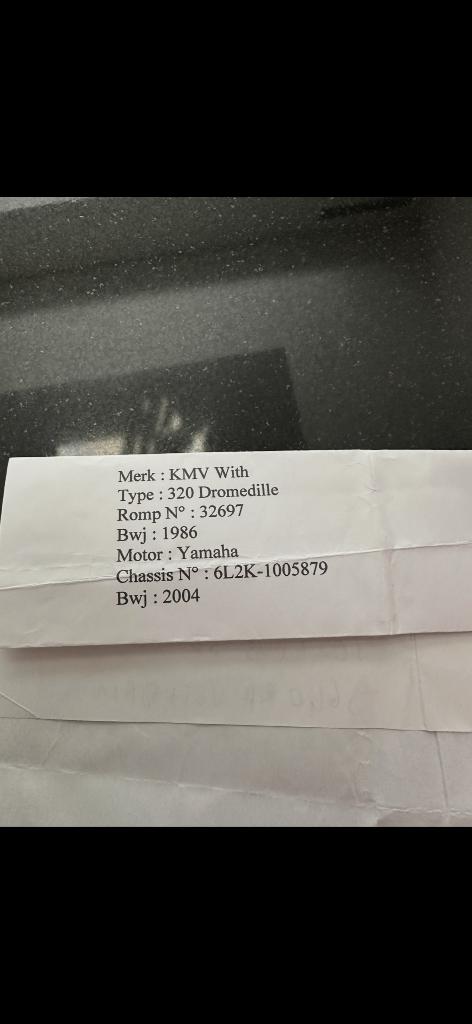 Merk : KMV With
Type : 320 Dromedille
Romp N° : 32697
Bwj : 1986
Motor : Yamaha
Chassis N° : 6L2K-1005879
Bwj : 2004